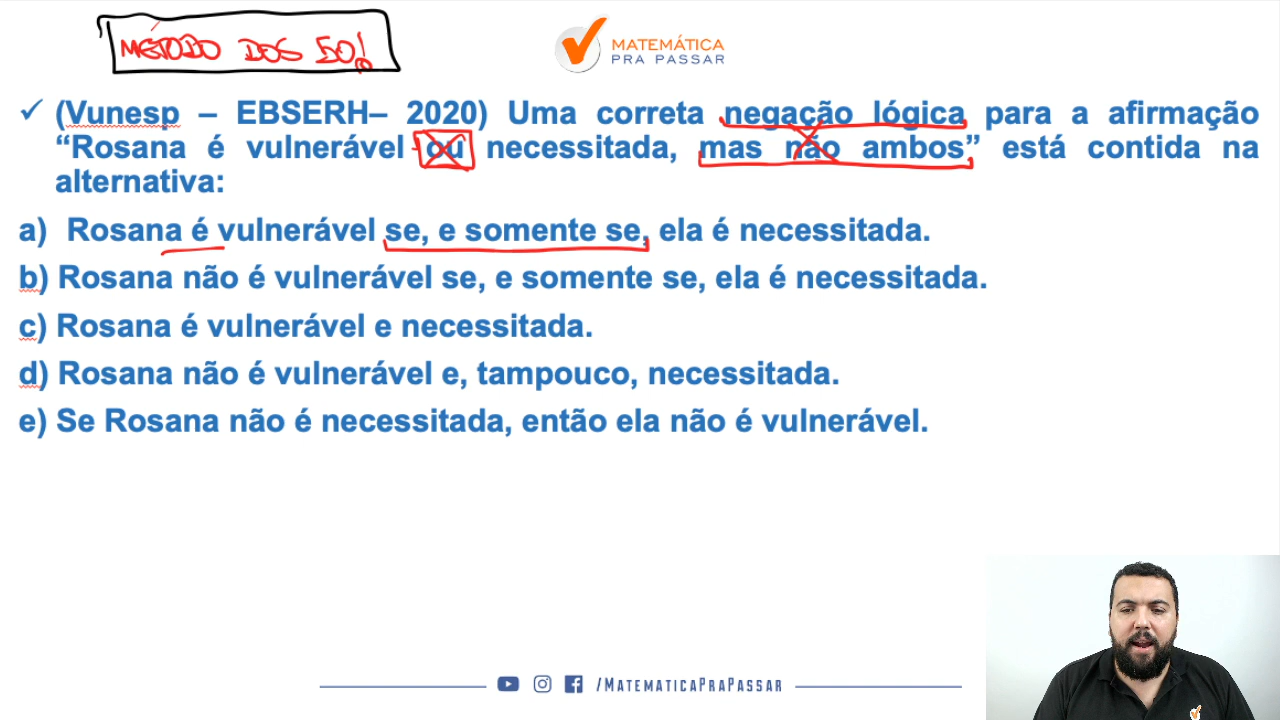 MÉTODO DOS 50!
MATEMÁTICA
PRA PASSAR
(Vunesp – EBSERH– 2020) Uma correta negação lógica para a afirmação
“Rosana é vulnerável ou necessitada, mas não ambos” está contida na
alternativa:
a) Rosana é vulnerável se, e somente se, ela é necessitada.
b) Rosana não é vulnerável se, e somente se, ela é necessitada.
c) Rosana é vulnerável e necessitada.
d) Rosana não é vulnerável e, tampouco, necessitada.
e) Se Rosana não é necessitada, então ela não é vulnerável.
/MATEMATICAPRAPASSAR